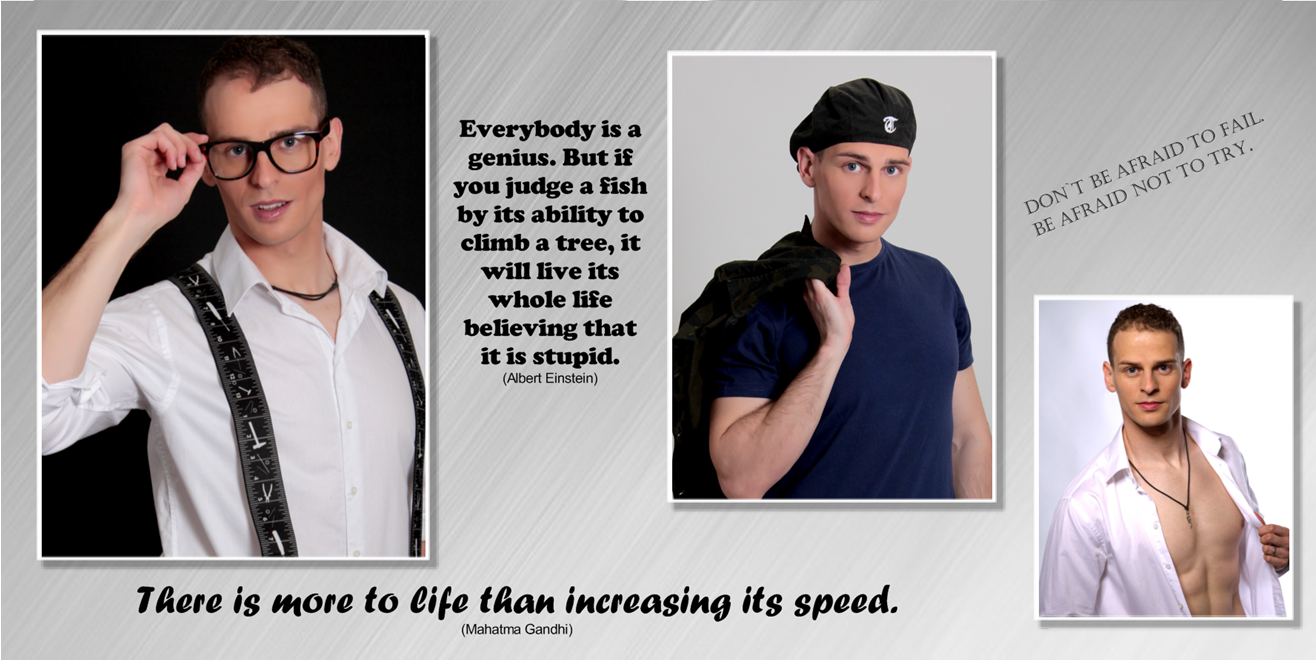 Everybody is a
genius. But if
you judge a fish
by its ability to
climb a tree, it
will live its
whole life
believing that
it is stupid.
(Albert Einstein)
DON´T BE AFRAID TO FAIL.
BE AFRAID NOT TO TRY.
There is more to life than increasing its speed.
(Mahatma Gandhi)